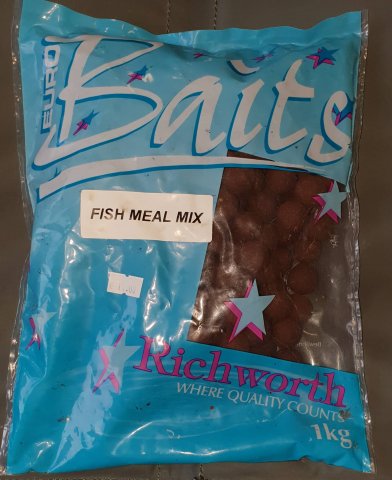 EURO
Baits
FISH MEAL MIX
Richworth
WHERE QUALITY COUNTS
1kg